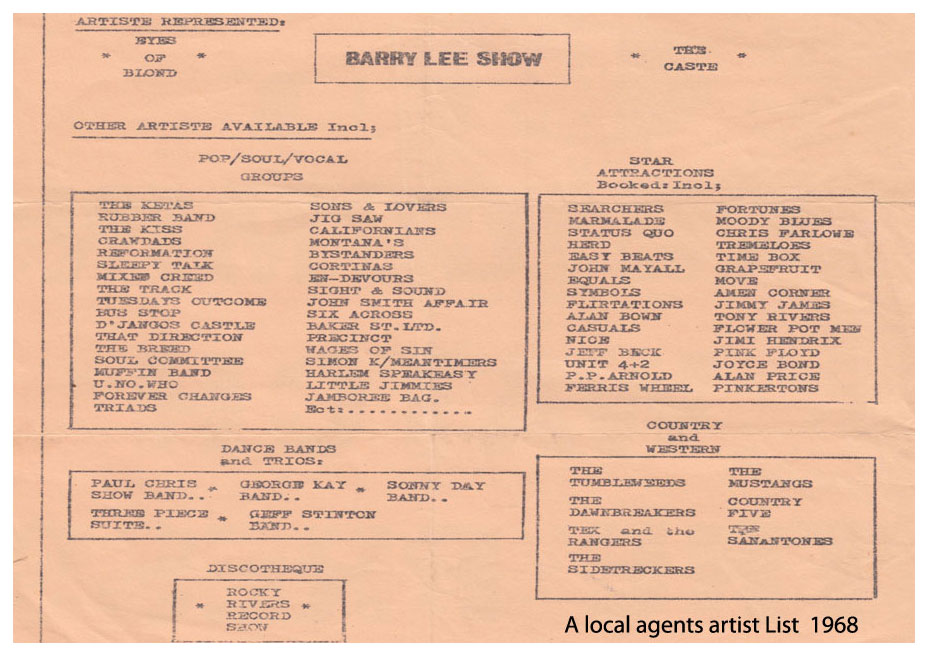 ARTISTE REPRESENTED:
EYES
* OF *
BLOND
BARRY LEE SHOW
* THE *
CASTE
OTHER ARTISTE AVAILABLE Incl;
POP/SOUL/VOCAL
GROUPS
THE KETAS
RUBBER BAND
THE KISS
CRAWDADS
REFORMATION
SLEEPY TALK
MIXED CREED
THE TRACK
TUESDAYS OUTCOME
BUS STOP
D'JANGOS CASTLE
THAT DIRECTION
THE BREED
SOUL COMMITTEE
MUFFIN BAND
U.NO.WHO
FOREVER CHANGES
TRIADS
SONS & LOVERS
JIG SAW
CALIFORNIANS
MONTANA'S
BYSTANDERS
CORTINAS
EN-DEVOURS
SIGHT & SOUND
JOHN SMITH AFFAIR
SIX ACROSS
BAKER ST.LTD.
PRECINCT
WAGES OF SIN
SIMON K/MEANTIMERS
HARLEM SPEAKEASY
LITTLE JIMMIES
JAMBOREE BAG.
Ect:.............
STAR
ATTRACTIONS
Booked:Incl;
SEARCHERS
MARMALADE
STATUS QUO
HERD
EASY BEATS
JOHN MAYALL
EQUALS
SYMBOLS
FLIRTATIONS
ALAN BOWN
CASUALS
NICE
JEFF BECK
UNIT 4+2
P.P.ARNOLD
FERRIS WHEEL
FORTUNES
MOODY BLUES
CHRIS FARLOWE
TREMELOES
TIME BOX
GRAPEFRUIT
MOVE
AMEN CORNER
JIMMY JAMES
TONY RIVERS
FLOWER POT MEN
JIMI HENDRIX
PINK FLOYD
JOYCE BOND
ALAN PRICE
PINKERTONS
DANCE BANDS
and TRIOS:
PAUL CHRIS * GEORGE KAY * SONNY DAY
SHOW BAND.. BAND.. BAND..
THREE PIECE * GEFF STINTON
SUITE.. BAND..
COUNTRY
and
WESTERN
THE
TUMBLEWEEDS
THE
DAWNBREAKERS
TEX and the
RANGERS
THE
SIDETRECKERS
THE
MUSTANGS
COUNTRY
FIVE
THE
SANANTONES
DISCOTHEQUE
ROCKY
* RIVERS *
RECORD
SHOW
A local agents artist List 1968